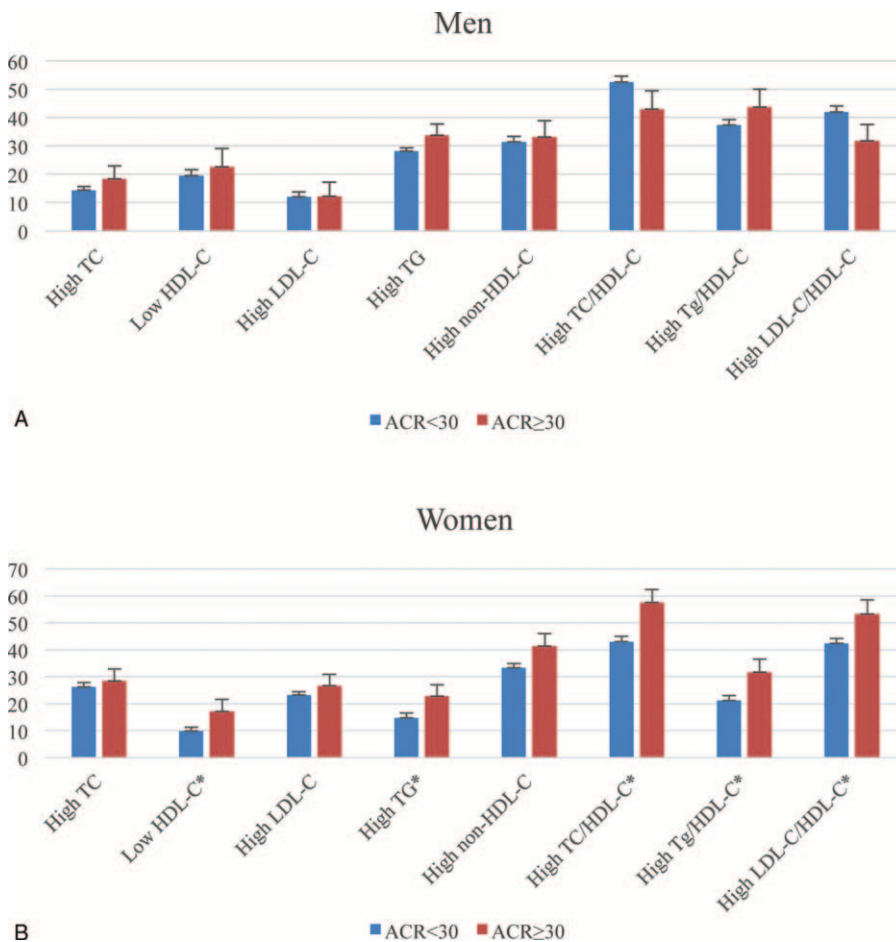 Men
60
50
40
30
20
10
0
High TC
Low HDL-C
High LDL-C
High TG
High non-HDL-C
High TC/HDL-C
High Tg/HDL-C
High LDL-C/HDL-C
A
ACR<30 ACR≥30
Women
70
60
50
40
30
20
10
0
High TC
Low HDL-C*
High LDL-C
High TG*
High non-HDL-C
High TC/HDL-C*
High Tg/HDL-C*
High LDL-C/HDL-C*
B
ACR<30 ACR≥30